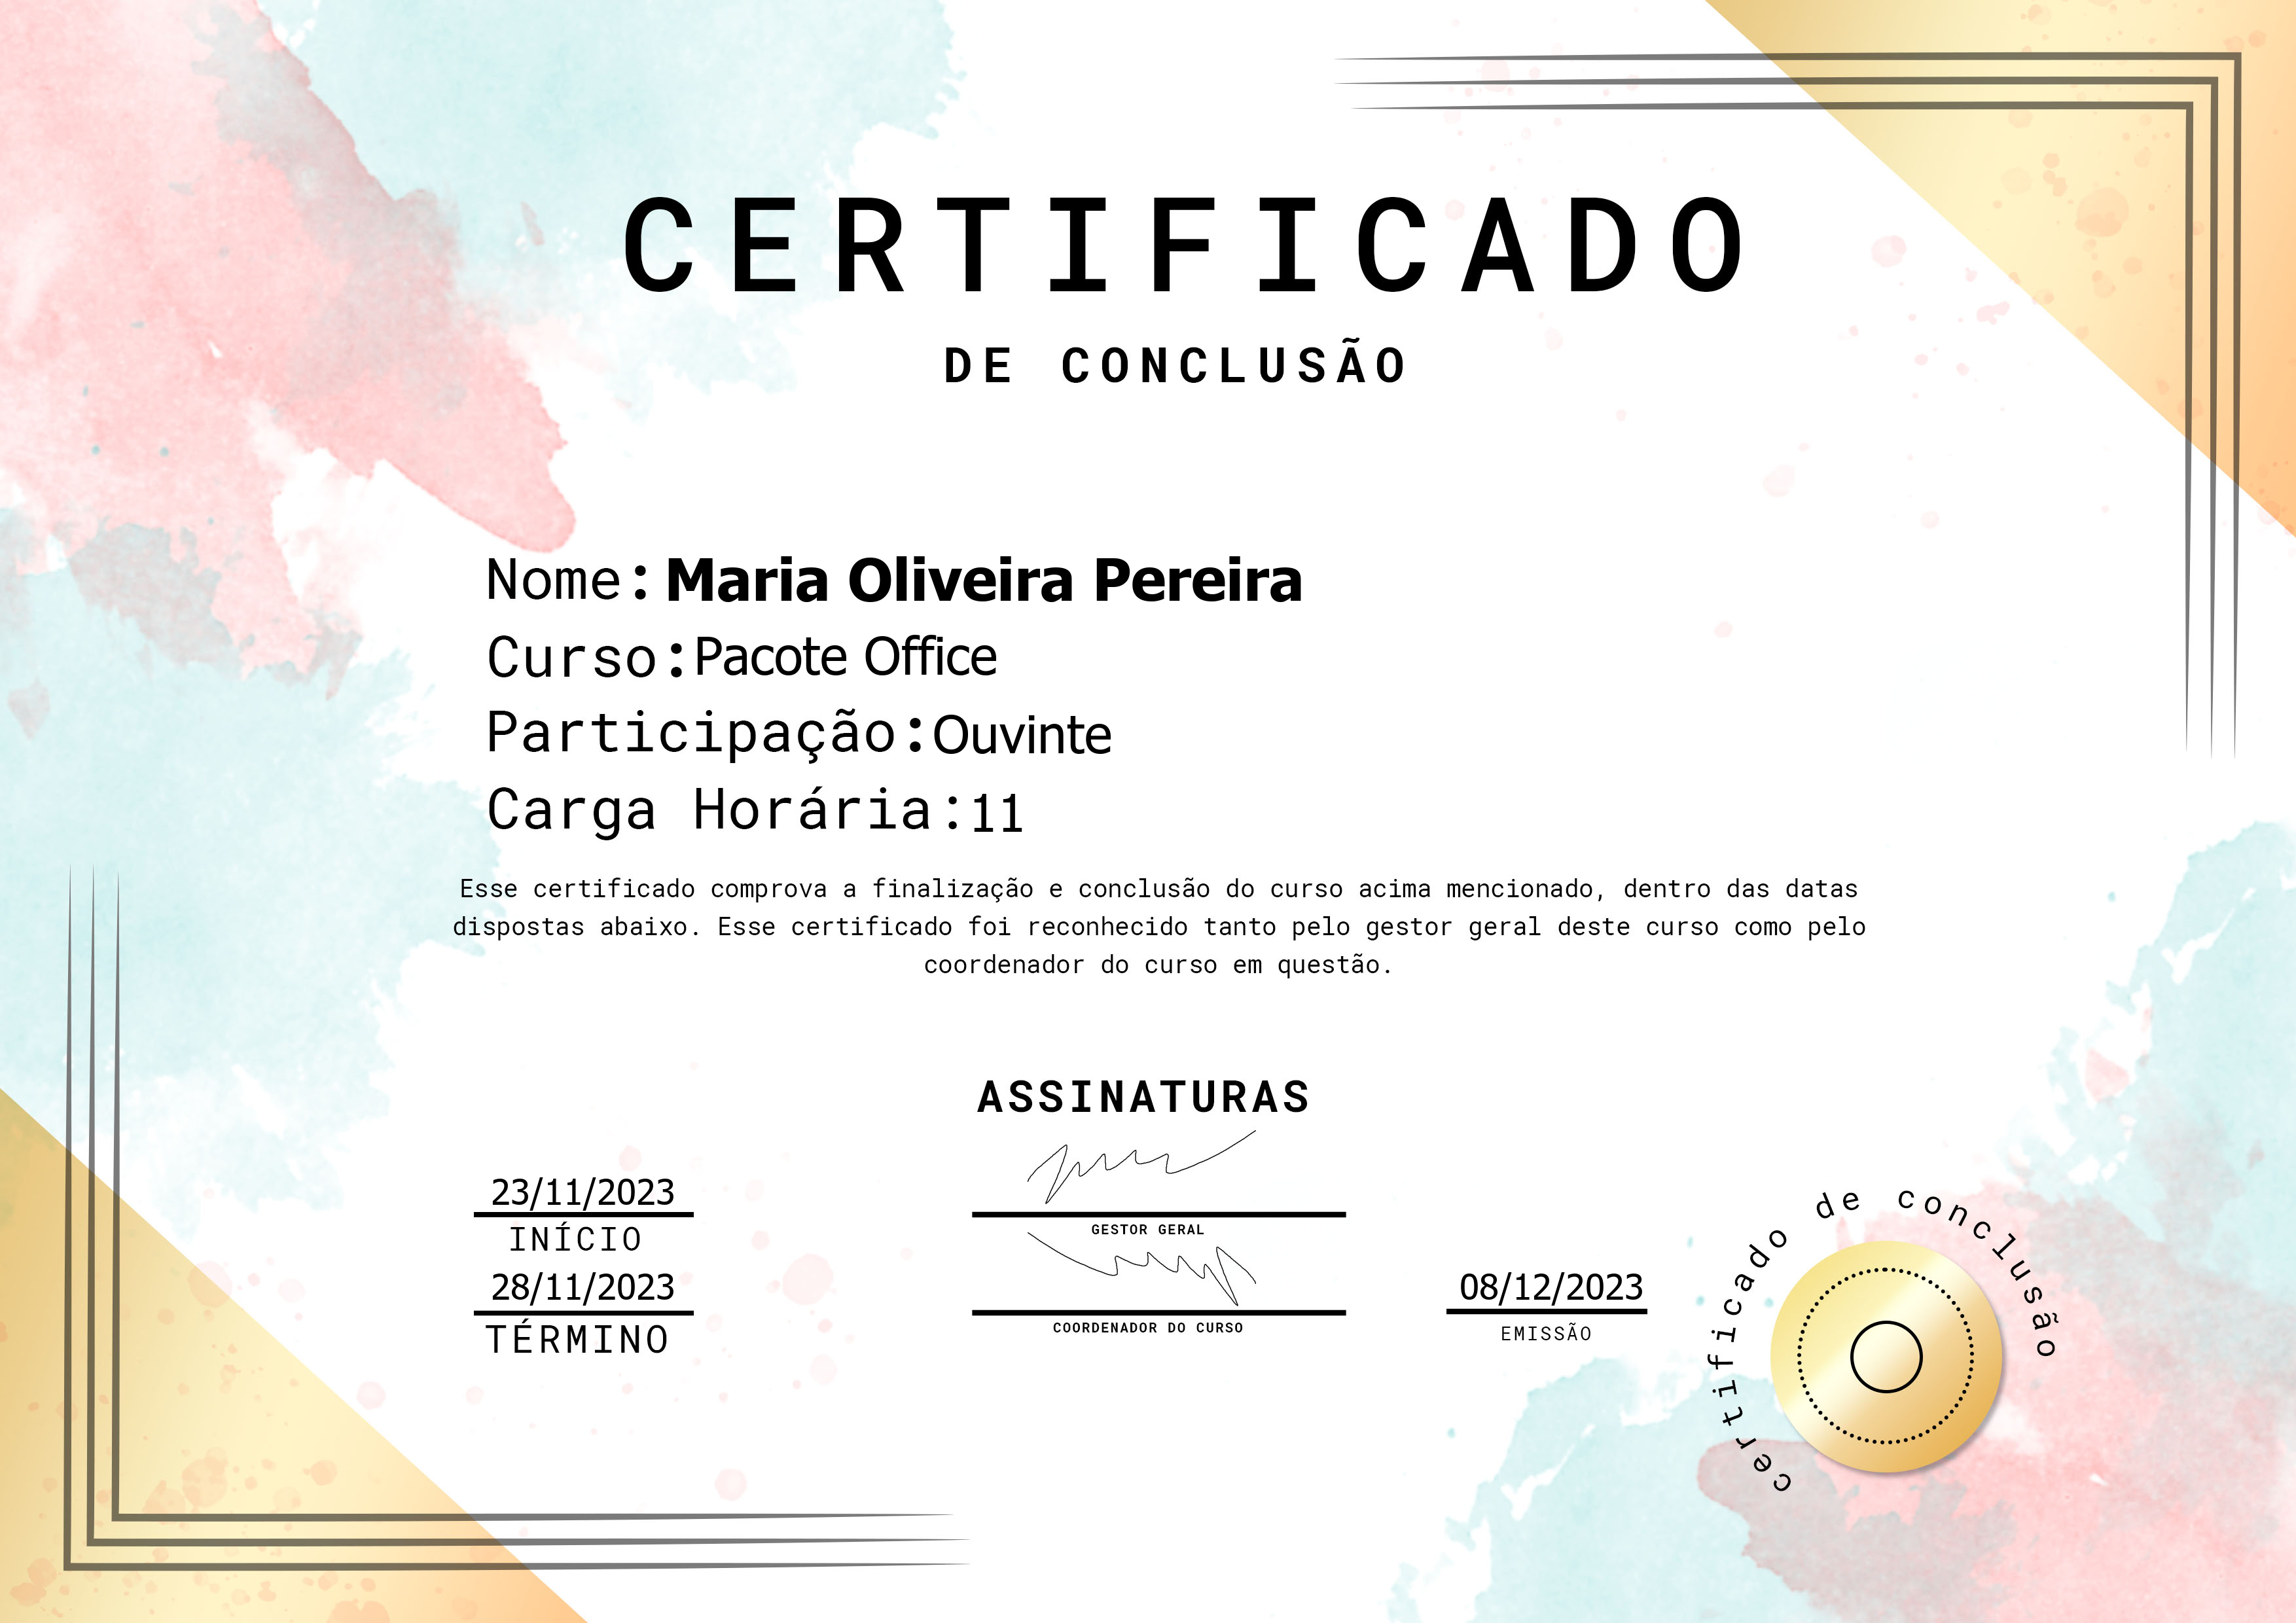 CERTIFICADO
DE CONCLUSÃO
Nome: Maria Oliveira Pereira
Curso: Pacote Office
Participação: Ouvinte
Carga Horária: 11
Esse certificado comprova a finalização e conclusão do curso acima mencionado, dentro das datas
dispostas abaixo. Esse certificado foi reconhecido tanto pelo gestor geral deste curso como pelo
coordenador do curso em questão.
ASSINATURAS
23/11/2023
INÍCIO
GESTOR GERAL
28/11/2023
TÉRMINO
COORDENADOR DO CURSO
08/12/2023
EMISSÃO
certificado de conclusão